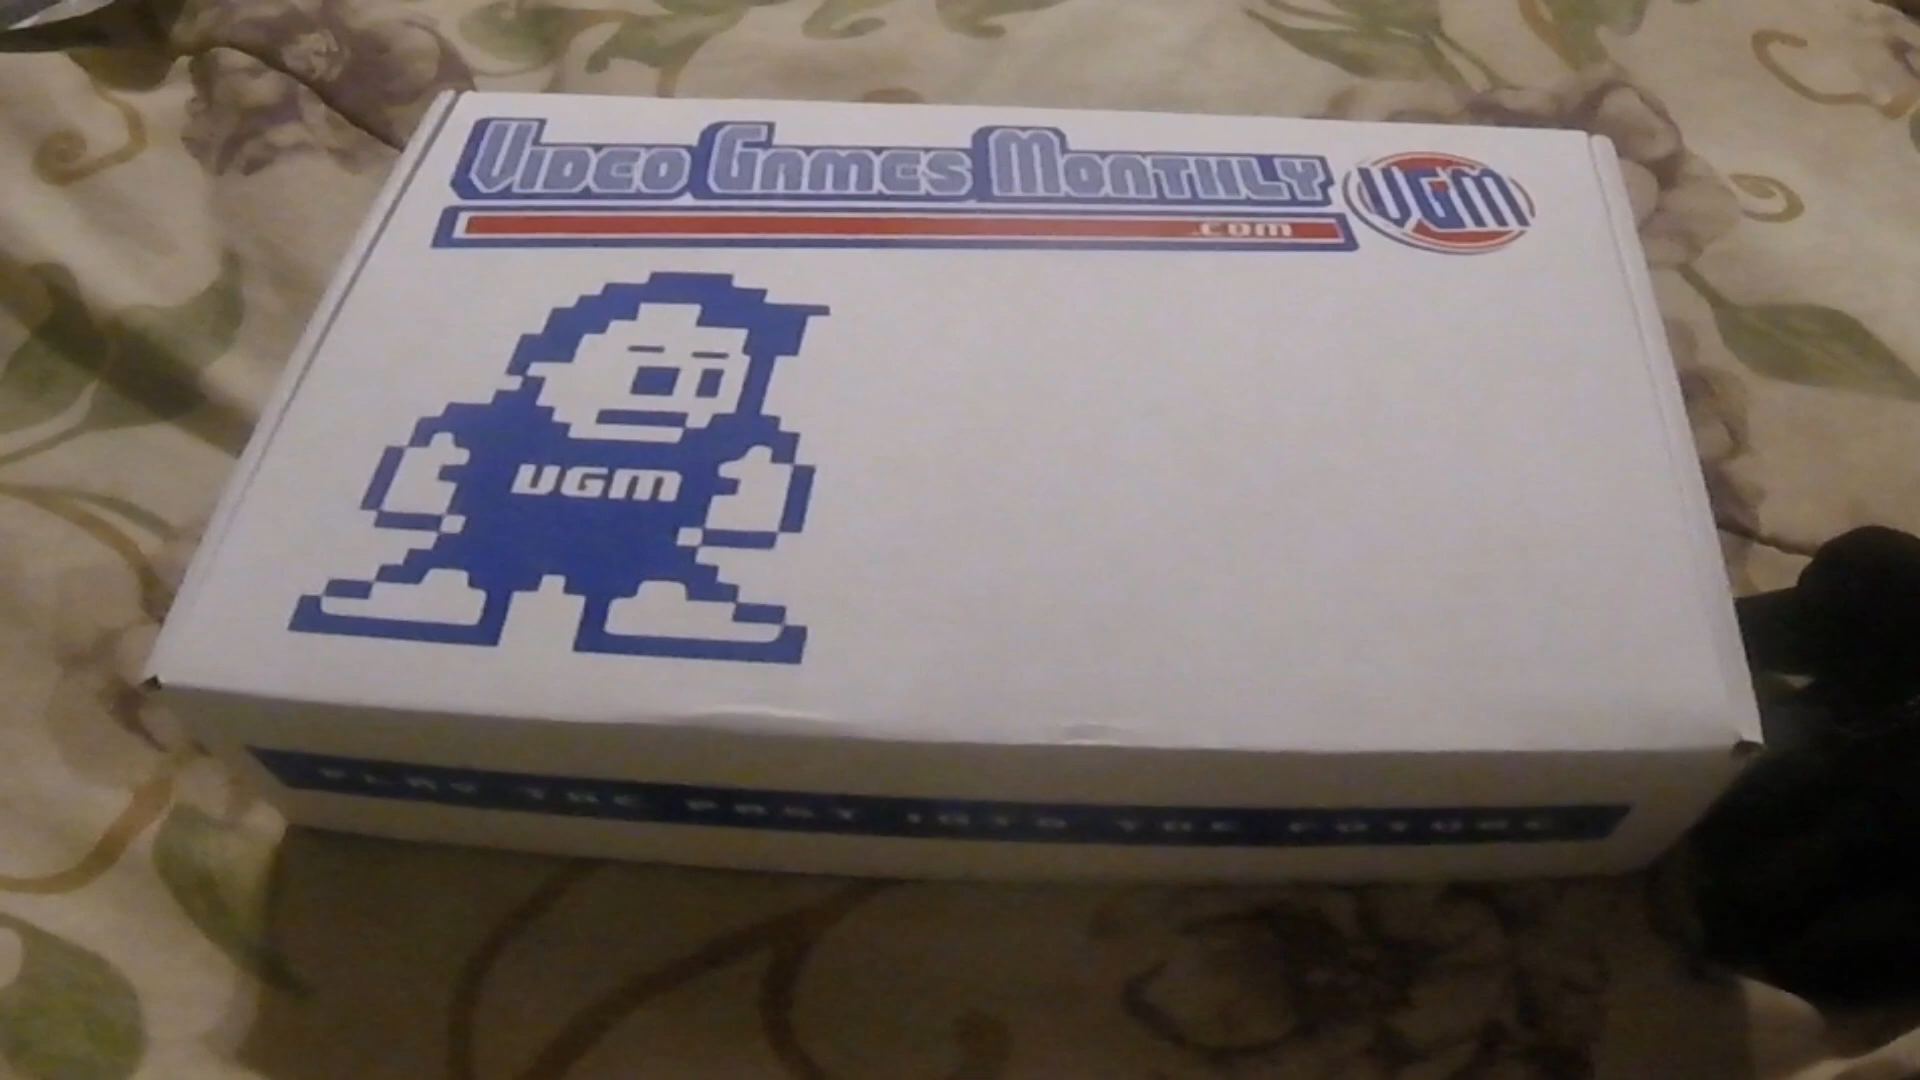 Video Games Monthly
.com
VGM
VGM
PLAY THE PAST INTO THE FUTURE